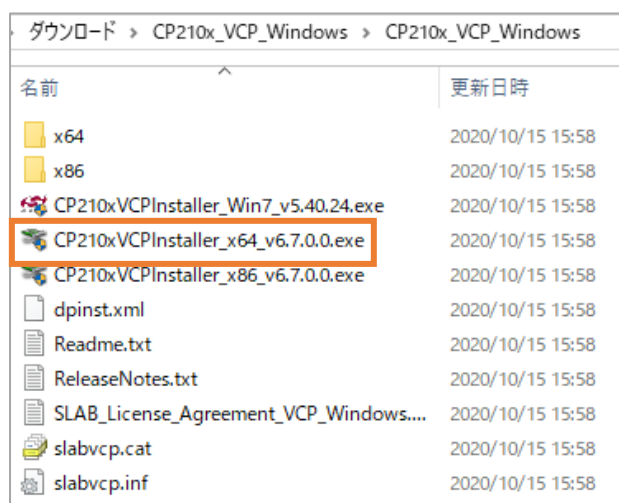 ダウンロード › CP210x_VCP_Windows › CP210x_VCP_Windows
名前 更新日時
x64 2020/10/15 15:58
x86 2020/10/15 15:58
CP210xVCPInstaller_Win7_v5.40.24.exe 2020/10/15 15:58
CP210xVCPInstaller_x64_v6.7.0.0.exe 2020/10/15 15:58
CP210xVCPInstaller_x86_v6.7.0.0.exe 2020/10/15 15:58
dpinst.xml 2020/10/15 15:58
Readme.txt 2020/10/15 15:58
ReleaseNotes.txt 2020/10/15 15:58
SLAB_License_Agreement_VCP_Windows.... 2020/10/15 15:58
slabvcp.cat 2020/10/15 15:58
slabvcp.inf 2020/10/15 15:58